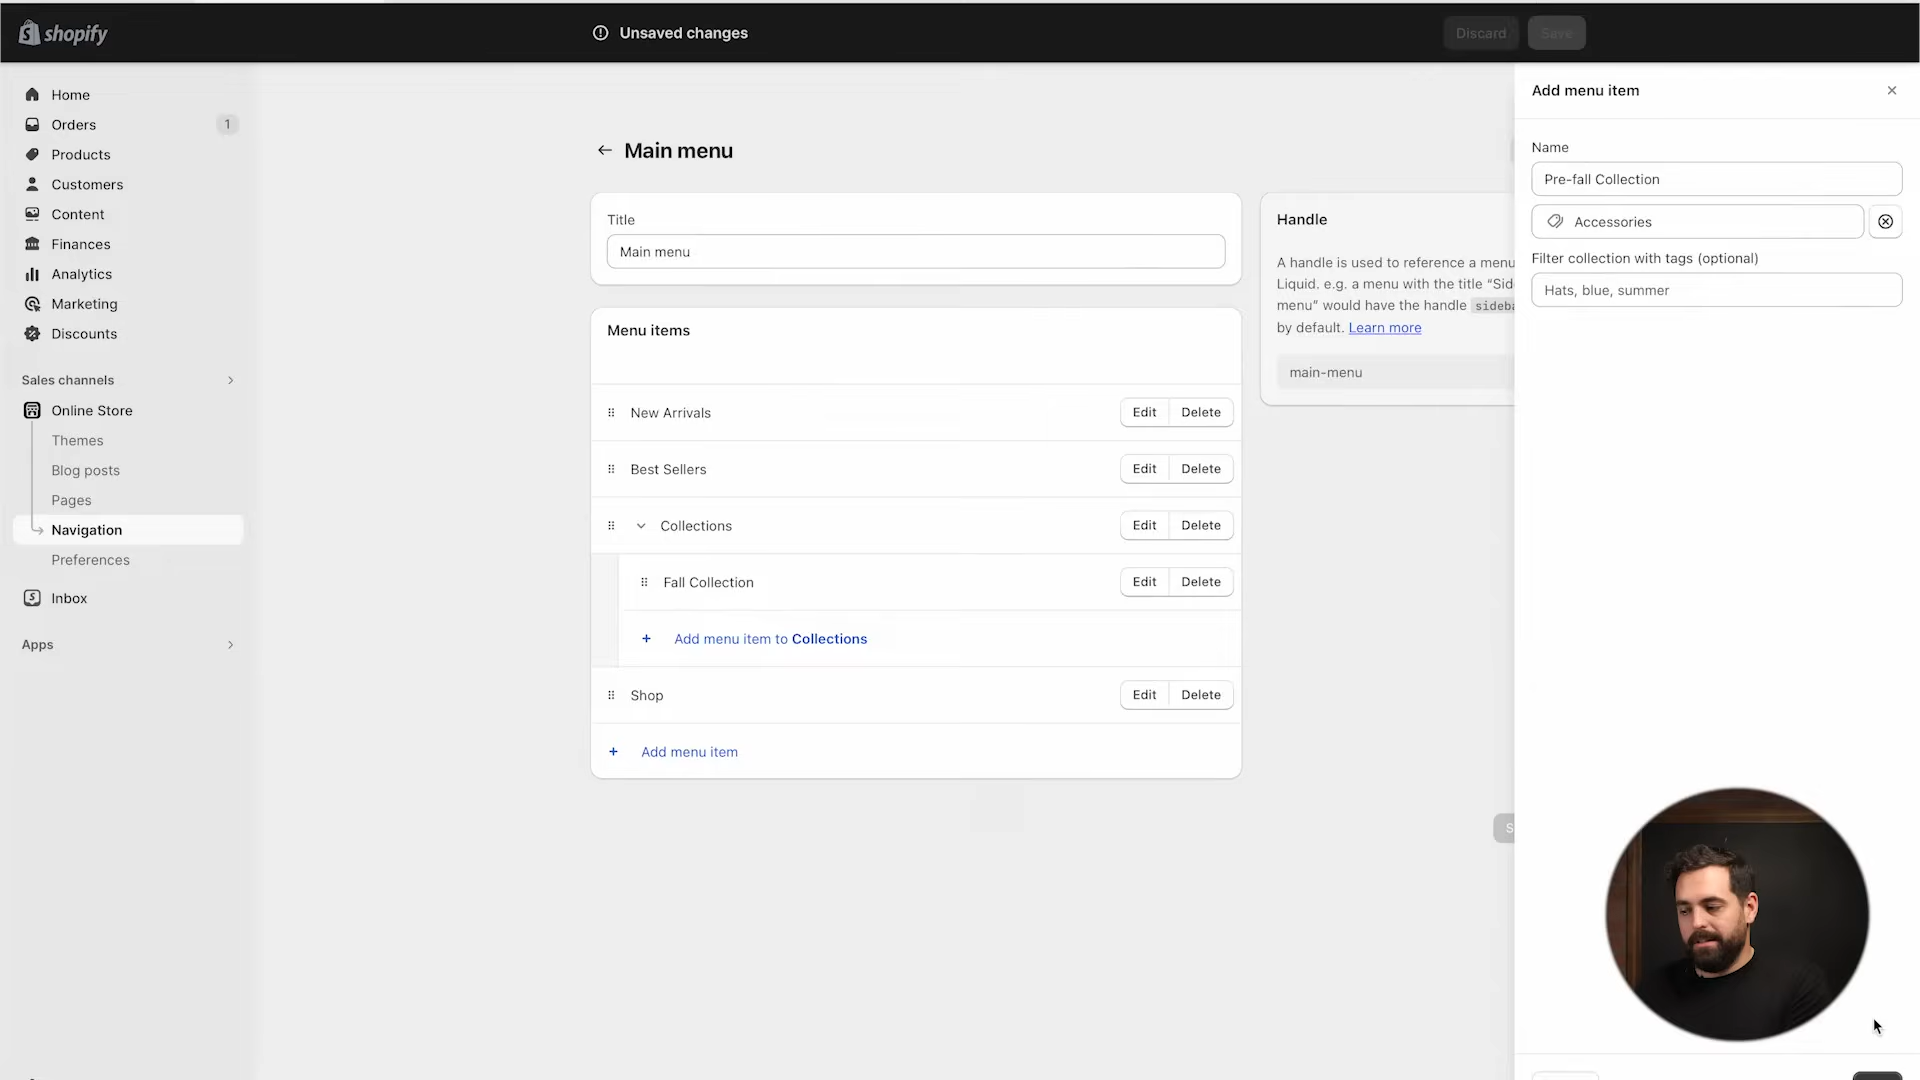 shopify
Unsaved changes
Discard
Save
Home
Orders
1
Products
Customers
Content
Finances
Analytics
Marketing
Discounts
Sales channels
Online Store
Themes
Blog posts
Pages
Navigation
Preferences
Inbox
Apps
Main menu
Title
Main menu
Menu items
New Arrivals
Edit
Delete
Best Sellers
Edit
Delete
Collections
Edit
Delete
Fall Collection
Edit
Delete
+ Add menu item to Collections
Shop
Edit
Delete
+ Add menu item
Handle
A handle is used to reference a menu
Liquid. e.g. a menu with the title “Sid
menu” would have the handle sideba
by default. Learn more
main-menu
S
Add menu item
Name
Pre-fall Collection
Accessories
Filter collection with tags (optional)
Hats, blue, summer